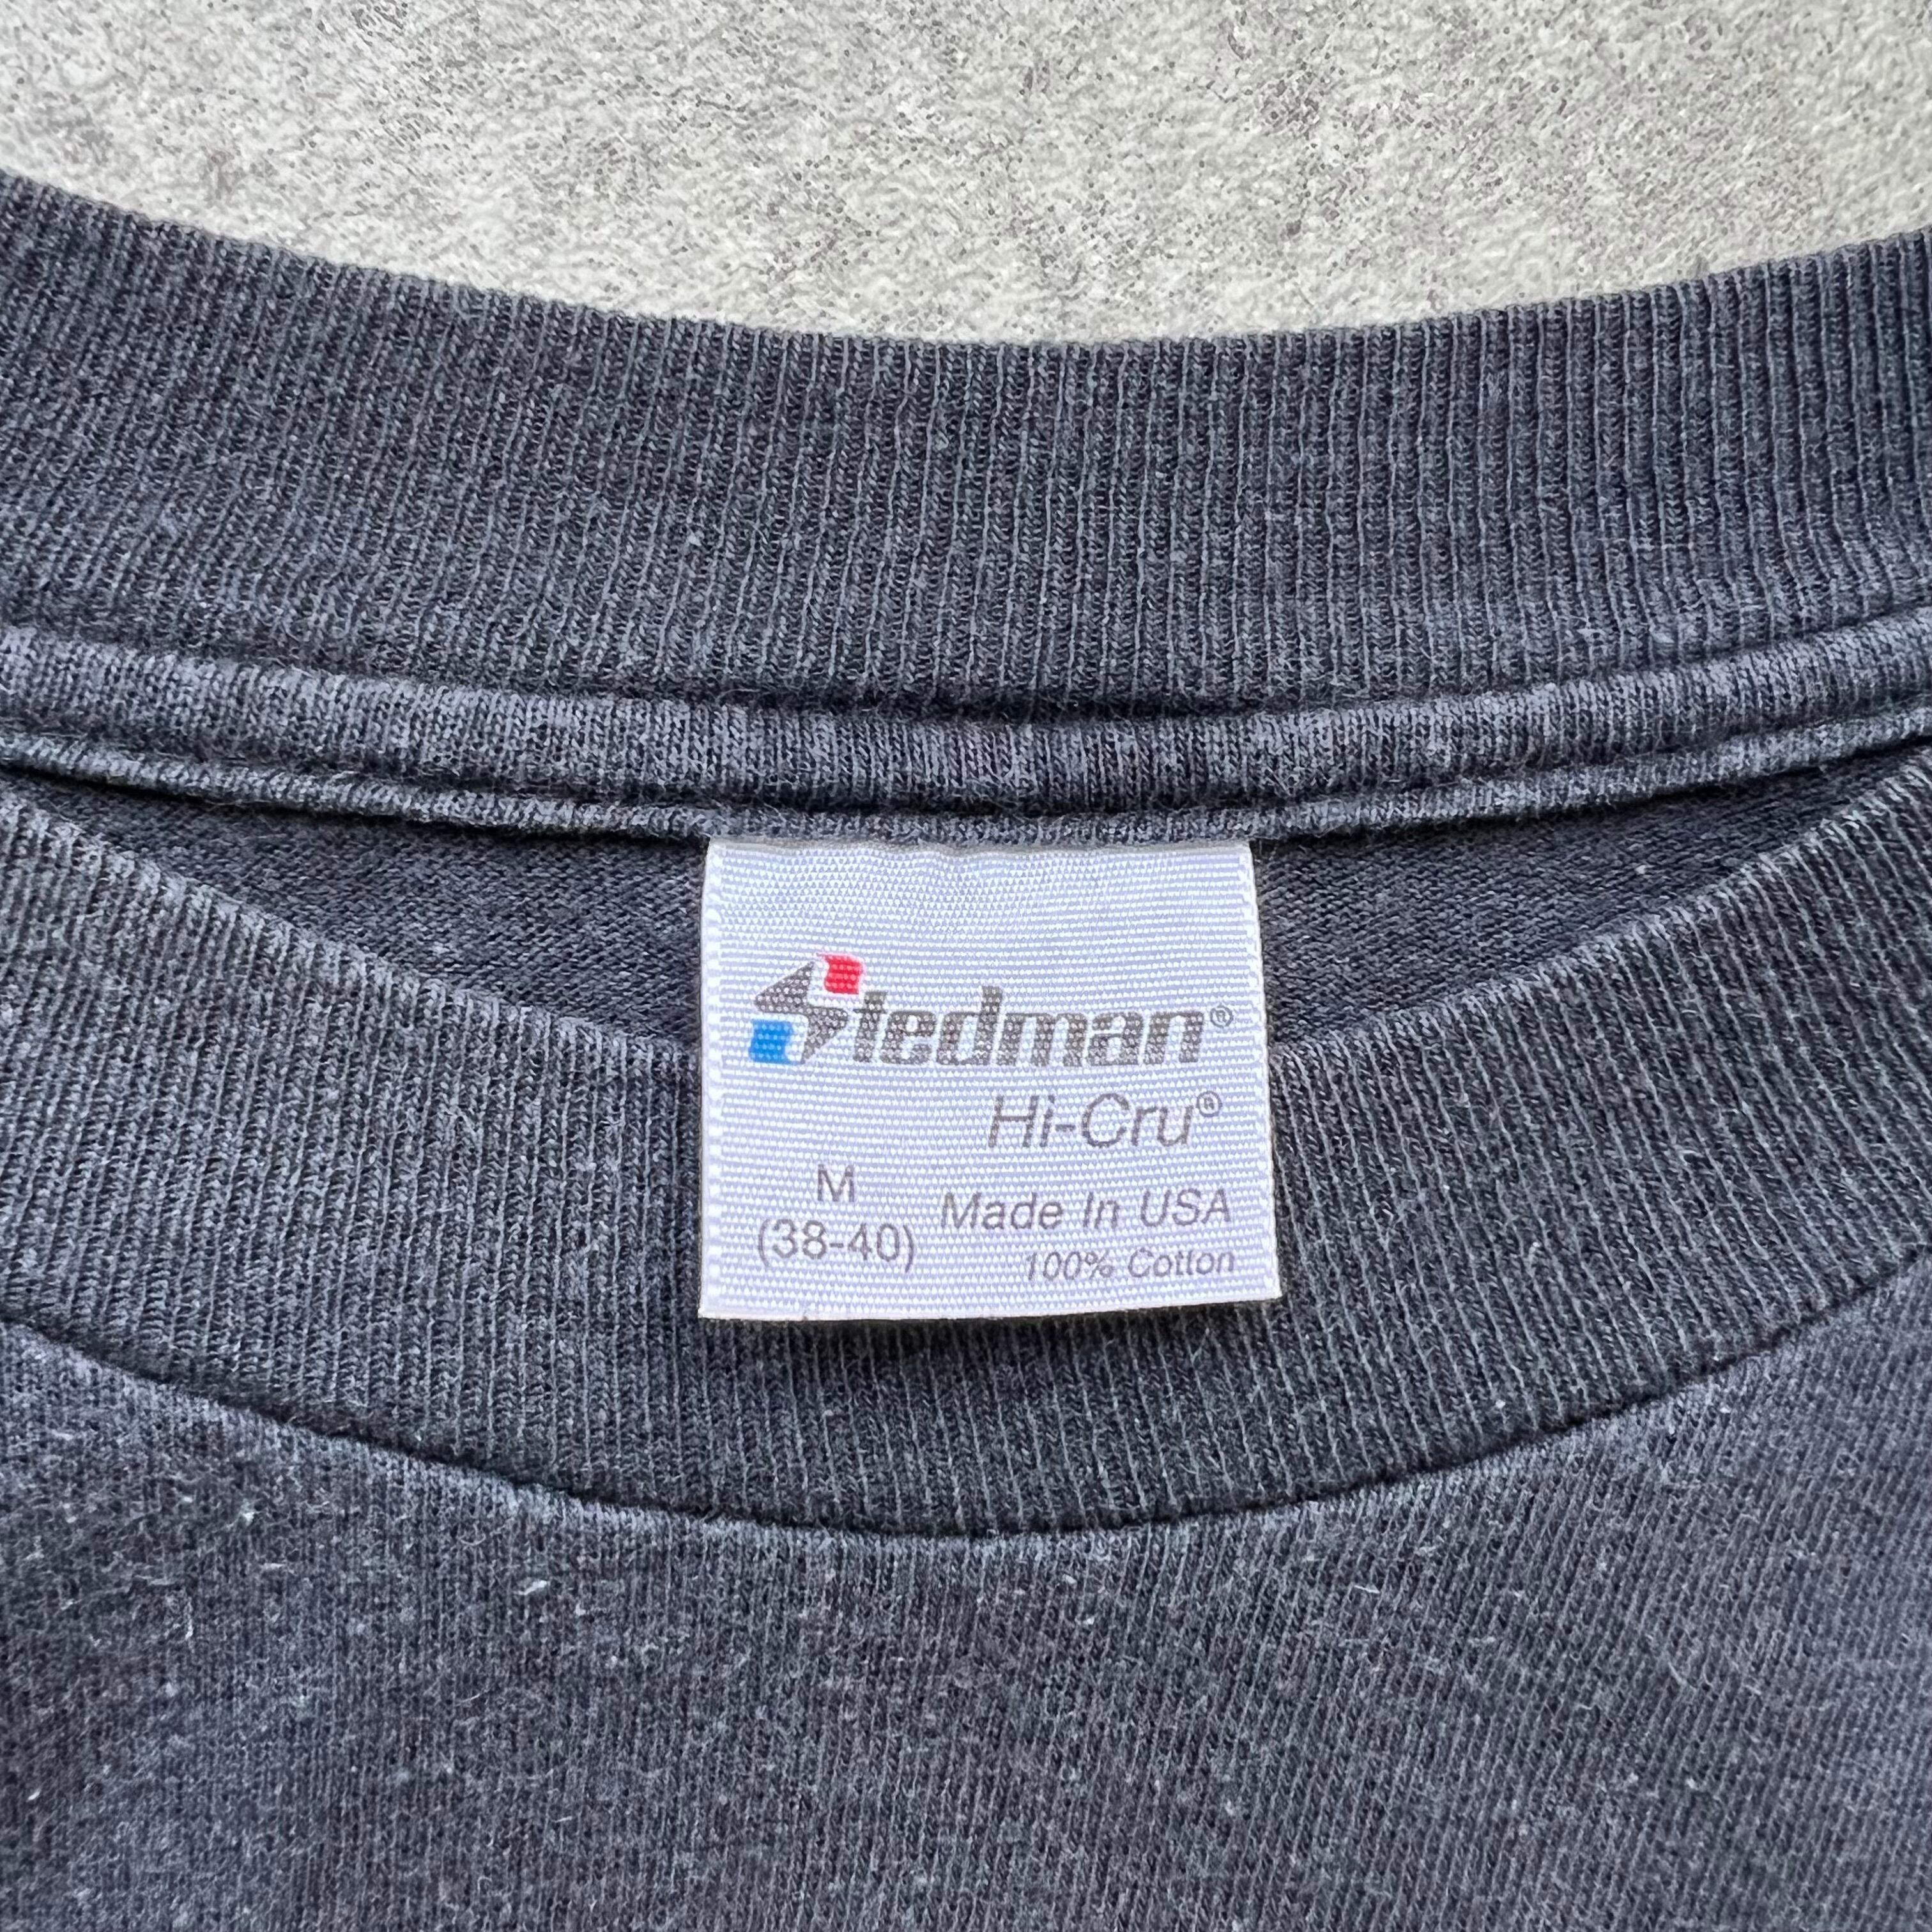 Stedman®
Hi-Cru®
M
(38-40)
Made In USA
100% Cotton